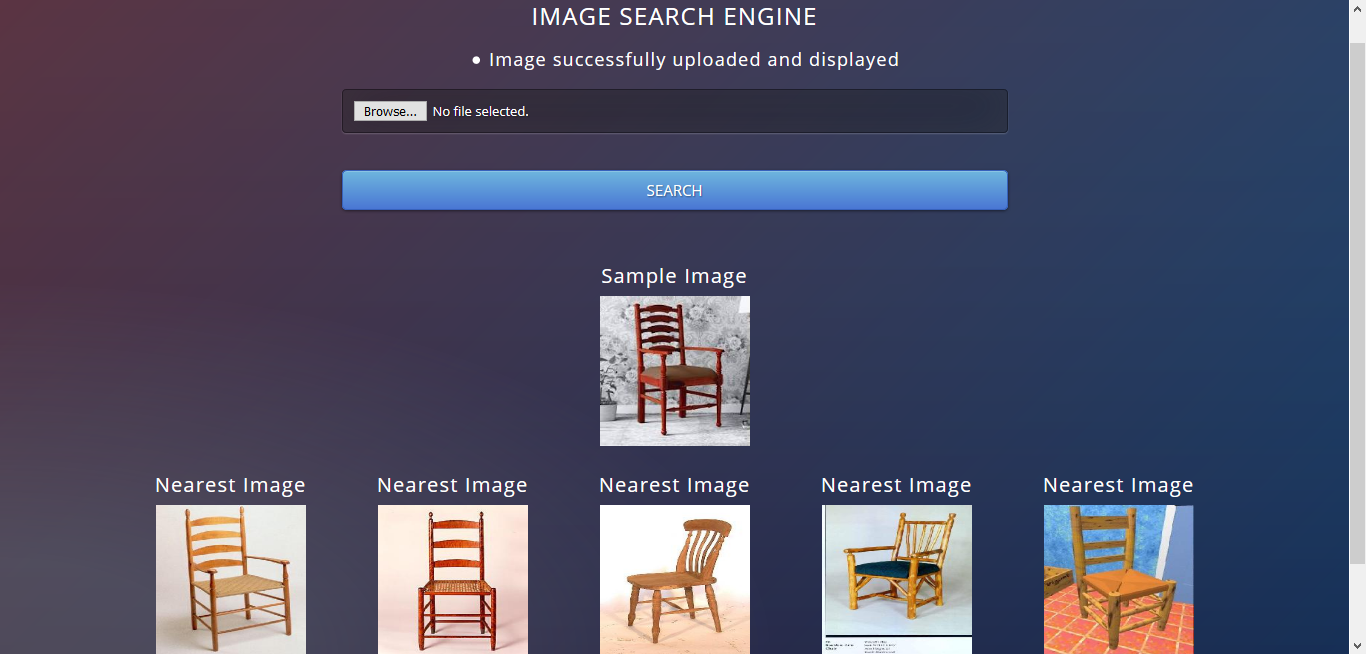 IMAGE SEARCH ENGINE
• Image successfully uploaded and displayed
Browse... No file selected.
SEARCH
Sample Image
Nearest Image Nearest Image Nearest Image Nearest Image Nearest Image